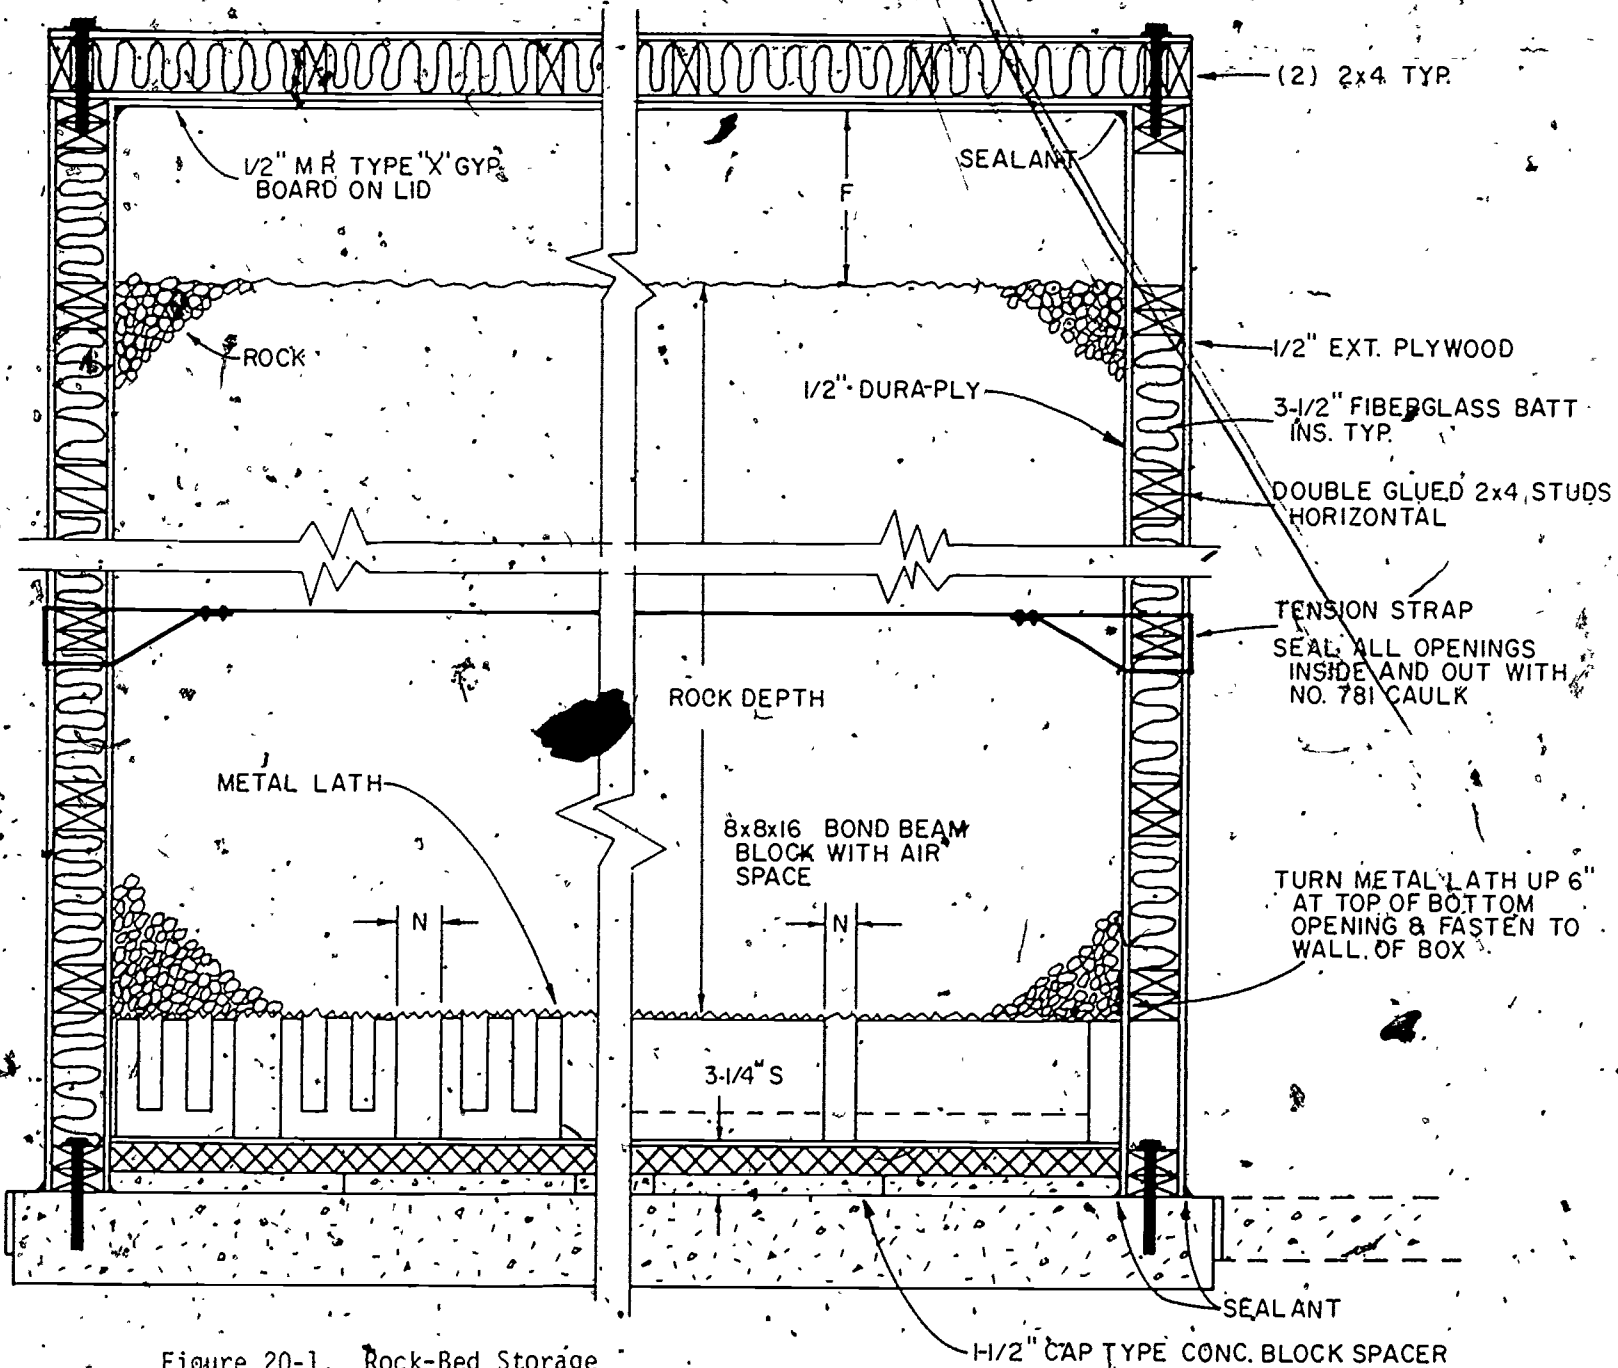 (2) 2x4 TYP.
1/2" M R TYPE "X" GYP
BOARD ON LID
SEALANT
F
ROCK
1/2" EXT. PLYWOOD
1/2" DURA-PLY
3-1/2" FIBERGLASS BATT
INS. TYP.
DOUBLE GLUED 2x4 STUDS
HORIZONTAL
TENSION STRAP
SEAL ALL OPENINGS
INSIDE AND OUT WITH
NO. 781 CAULK
ROCK DEPTH
METAL LATH
8x8x16 BOND BEAM
BLOCK WITH AIR
SPACE
TURN METAL LATH UP 6"
AT TOP OF BOTTOM
OPENING & FASTEN TO
WALL OF BOX
N
N
3-1/4" S
SEALANT
1-1/2" CAP TYPE CONC. BLOCK SPACER
Figure 20-1. Rock-Bed Storage